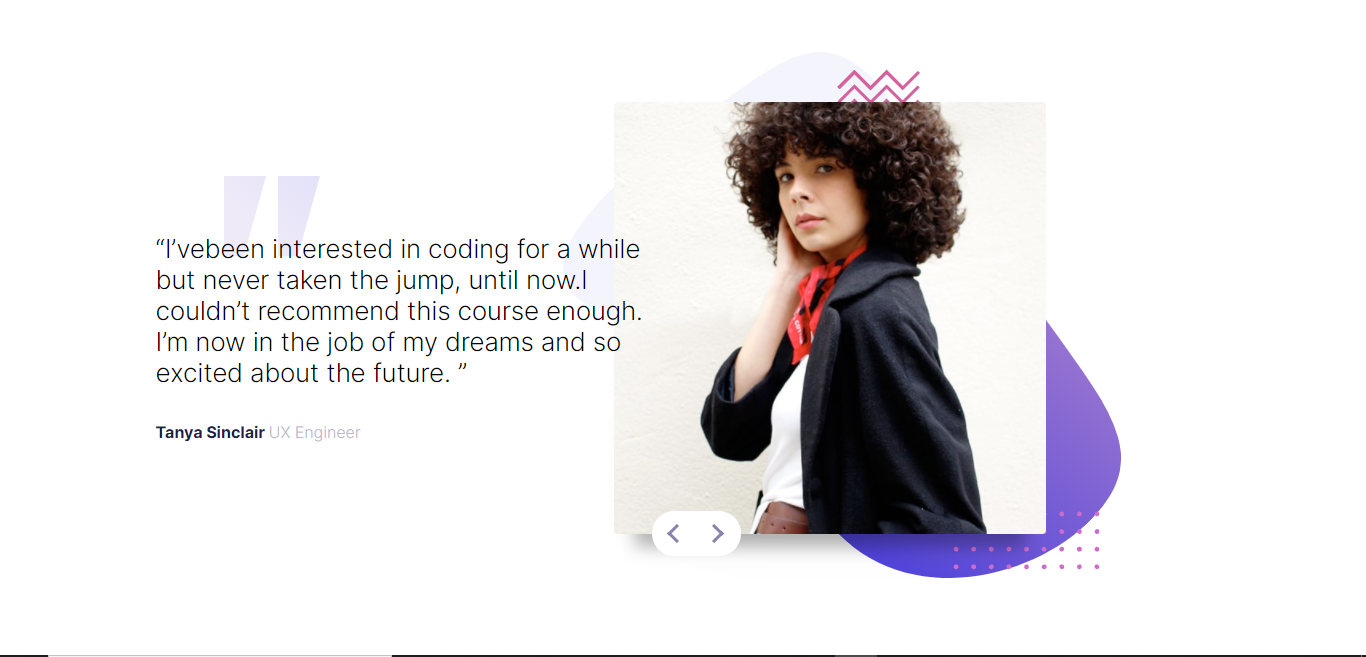 “I’vebeen interested in coding for a while
but never taken the jump, until now.I
couldn’t recommend this course enough.
I’m now in the job of my dreams and so
excited about the future. ”
Tanya Sinclair UX Engineer